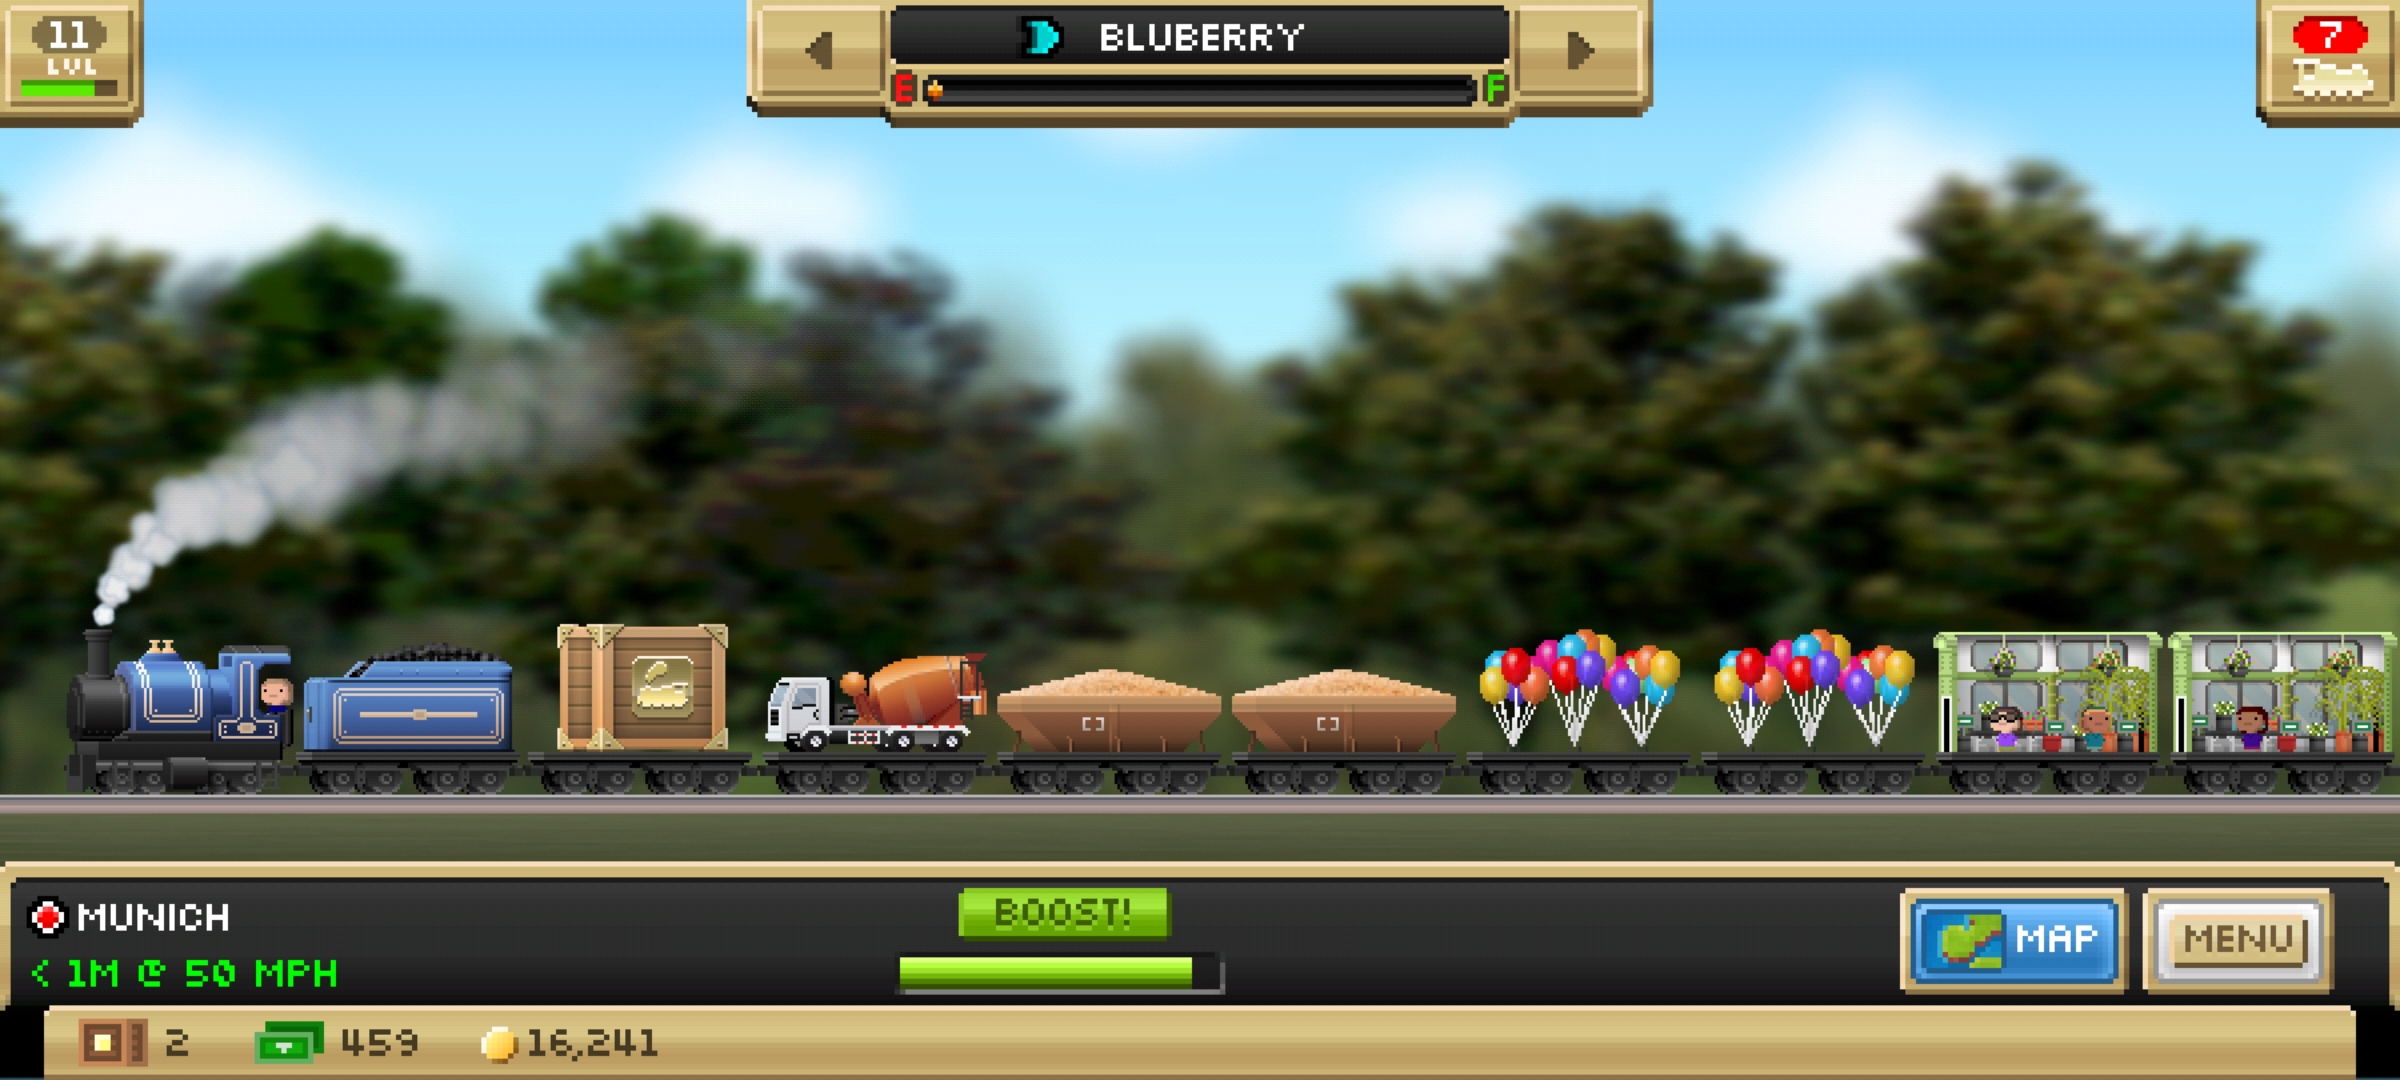 11
LVL
BLUBERRY
E F
7
MUNICH
< 1M @ 50 MPH
BOOST!
MAP
MENU
2 459 16,241